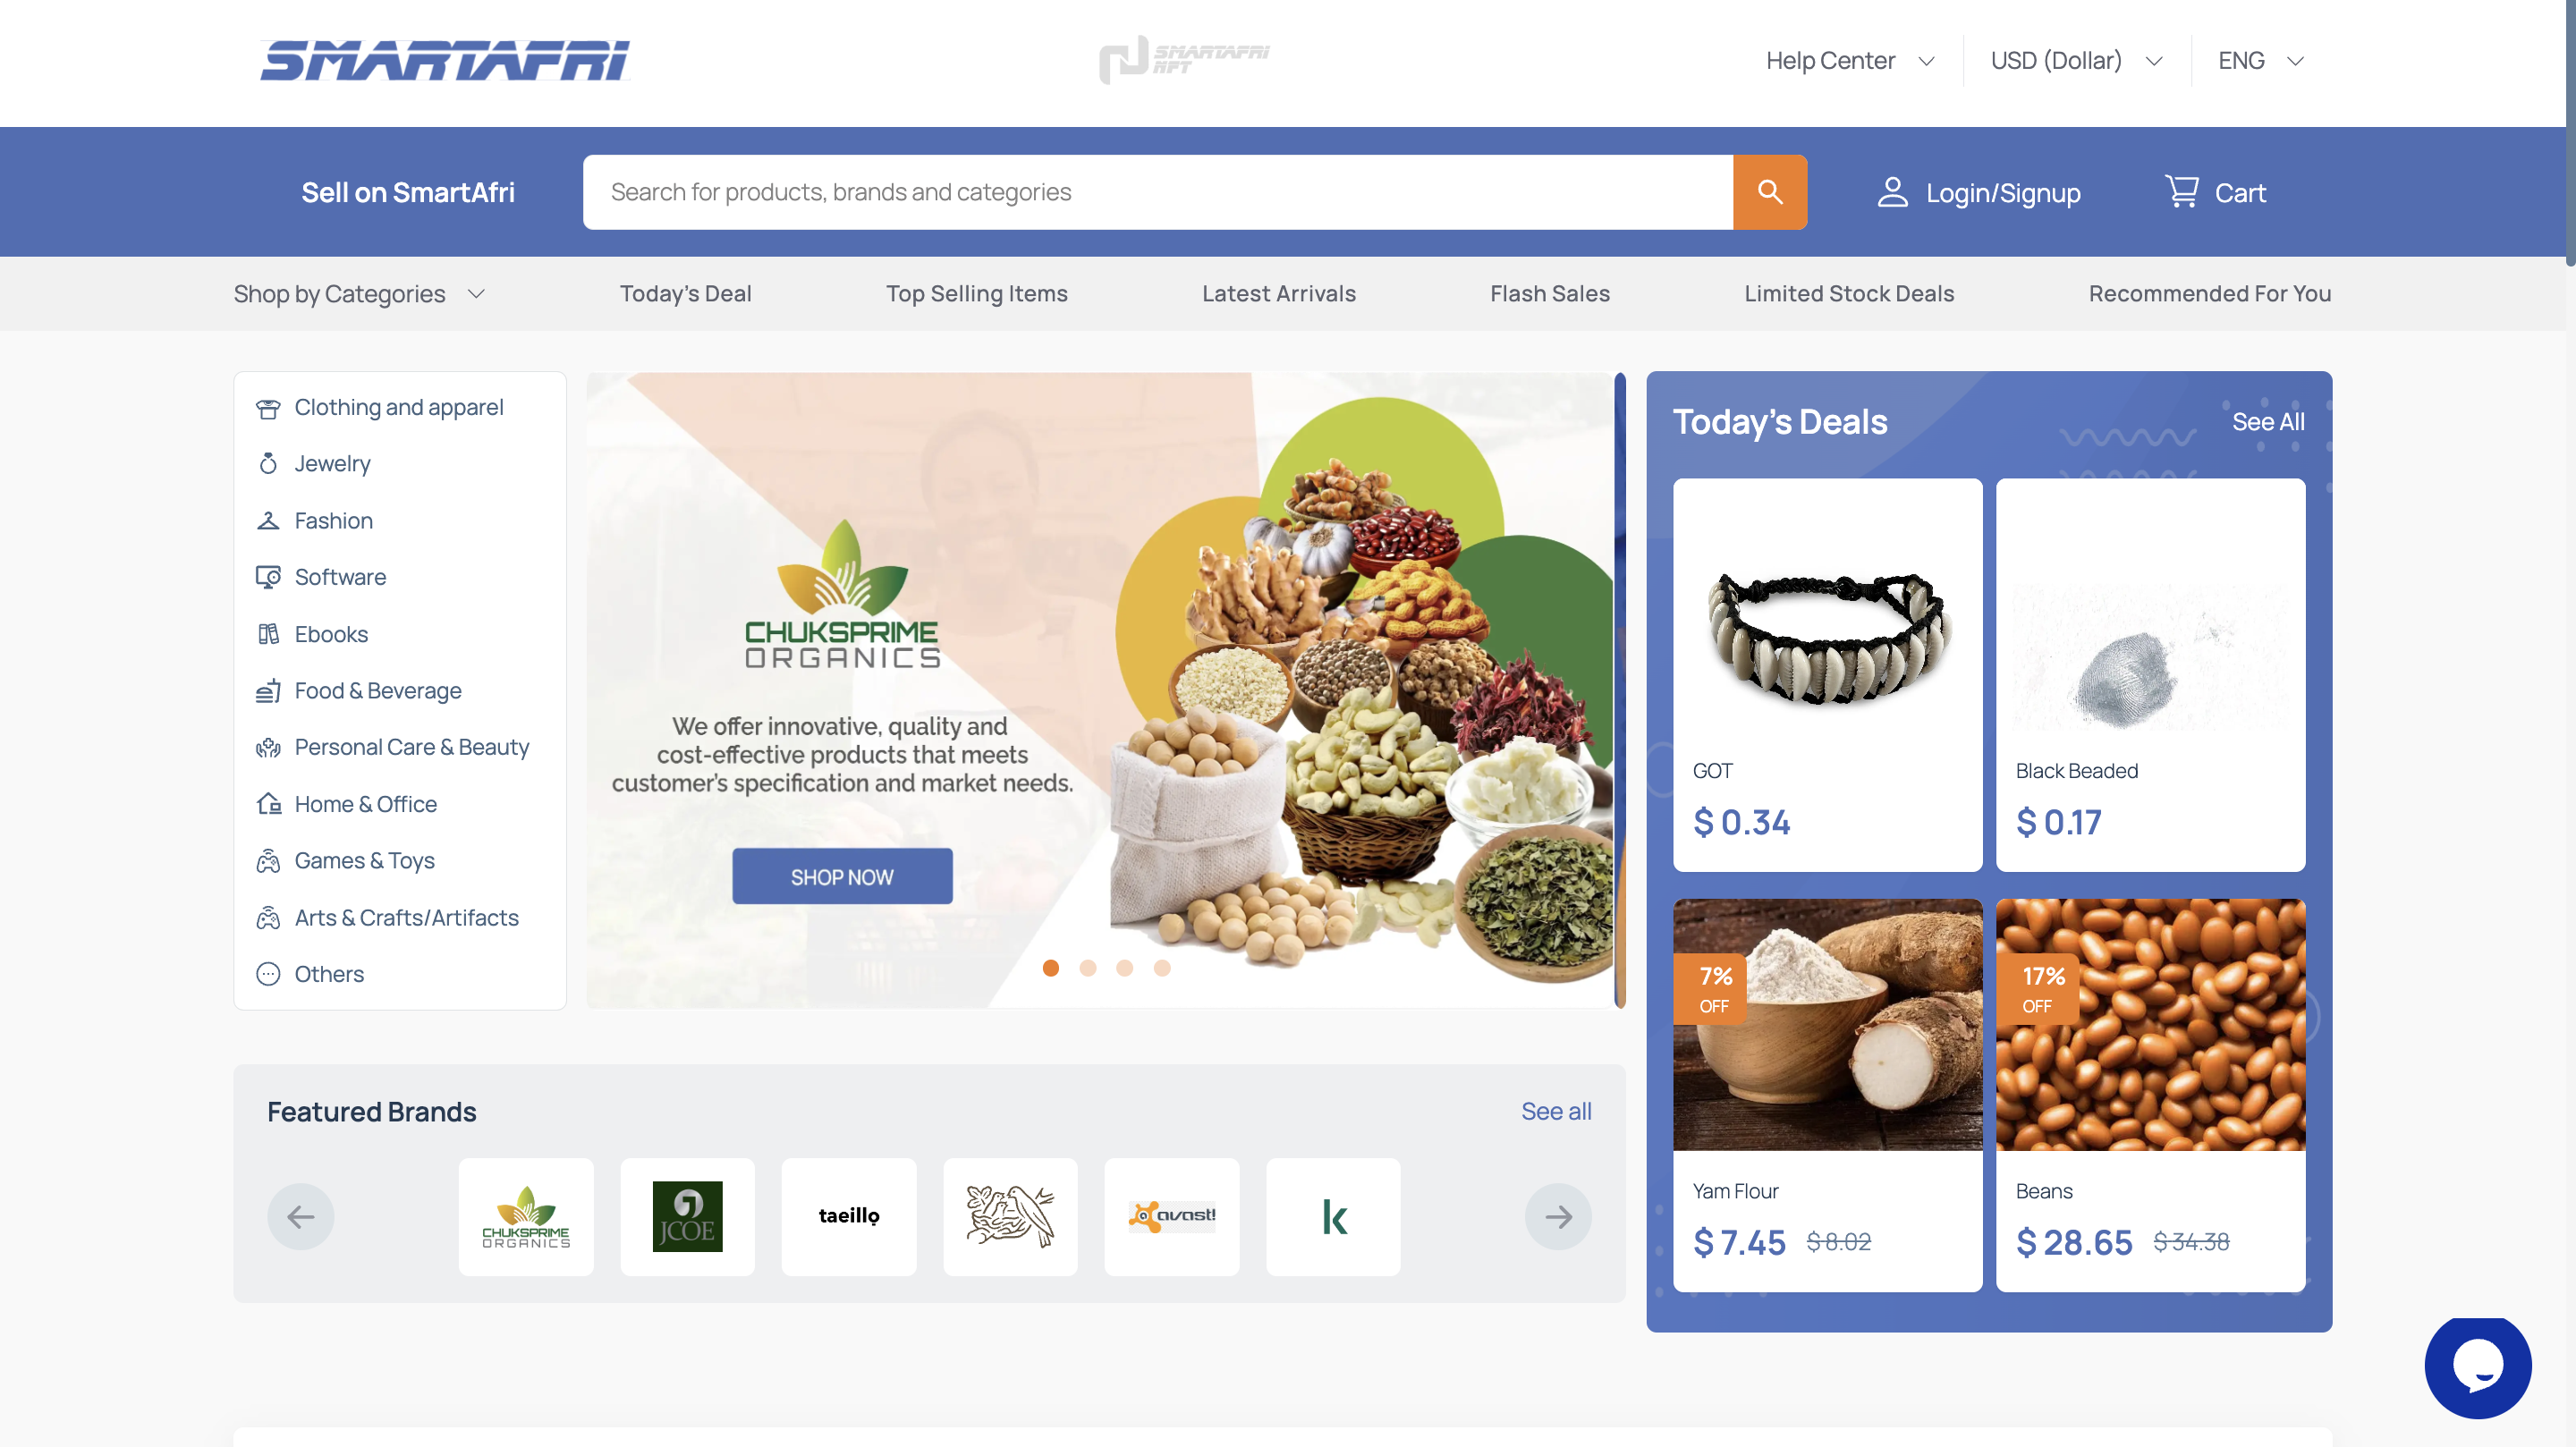 SMARTAFRI
SMARTAFRI
NFT
Help Center
USD (Dollar)
ENG
Sell on SmartAfri
Search for products, brands and categories
Login/Signup
Cart
Shop by Categories
Today's Deal
Top Selling Items
Latest Arrivals
Flash Sales
Limited Stock Deals
Recommended For You
Clothing and apparel
Jewelry
Fashion
Software
Ebooks
Food & Beverage
Personal Care & Beauty
Home & Office
Games & Toys
Arts & Crafts/Artifacts
Others
CHUKSPRIME
ORGANICS
We offer innovative, quality and
cost-effective products that meets
customer's specification and market needs.
SHOP NOW
Today's Deals
See All
GOT
$ 0.34
Black Beaded
$ 0.17
7%
OFF
Yam Flour
$ 7.45 $ 8.02
17%
OFF
Beans
$ 28.65 $ 34.38
Featured Brands
See all
CHUKSPRIME
ORGANICS
JCOE
taeillọ
avast!
k